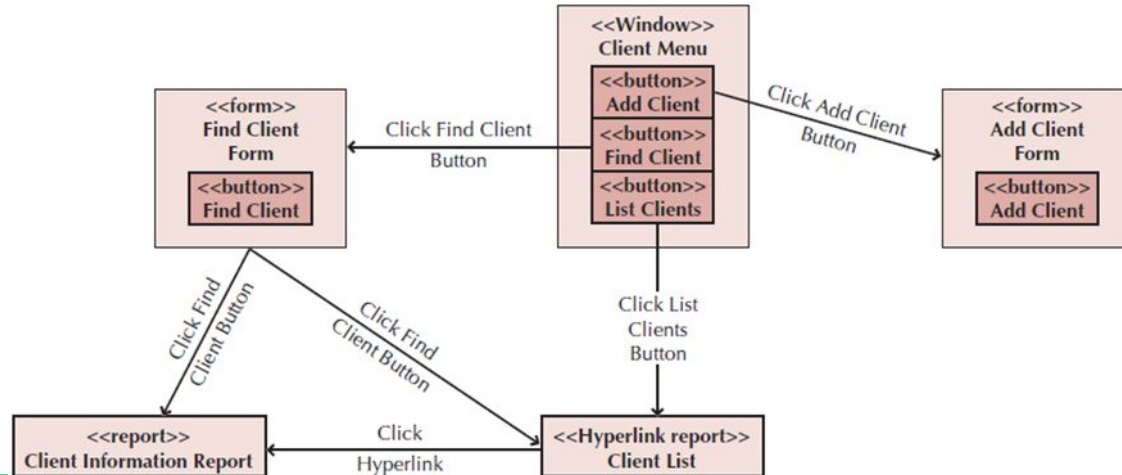 <<Window>>
Client Menu
<<button>>
Add Client
<<button>>
Find Client
<<button>>
List Clients
<<form>>
Find Client
Form
<<button>>
Find Client
Click Find Client
Button
Click Add Client
Button
<<form>>
Add Client
Form
<<button>>
Add Client
Click Find
Client Button
Click Find
Client Button
Click List
Clients
Button
<<report>>
Client Information Report
Click
Hyperlink
<<Hyperlink report>>
Client List